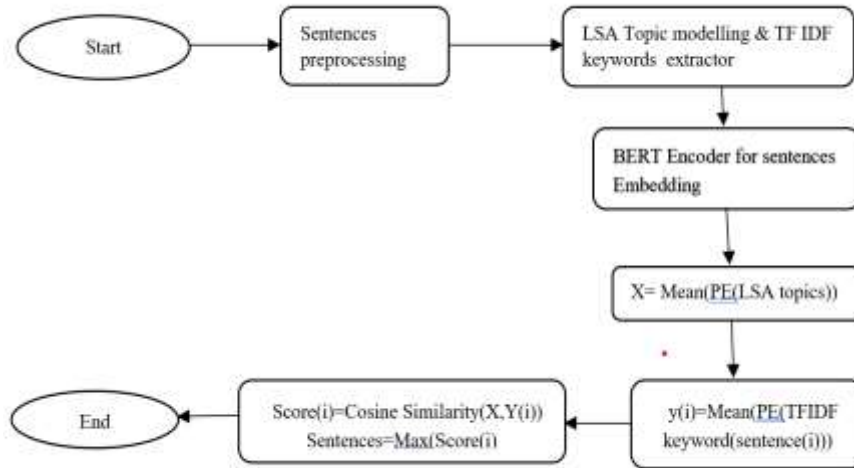 Start
Sentences
preprocessing
LSA Topic modelling & TF IDF
keywords extractor
BERT Encoder for sentences
Embedding
X= Mean(PE(LSA topics))
y(i)=Mean(PE(TFIDF
keyword(sentence(i)))
Score(i)=Cosine Similarity(X,Y(i))
Sentences=Max(Score(i)
End